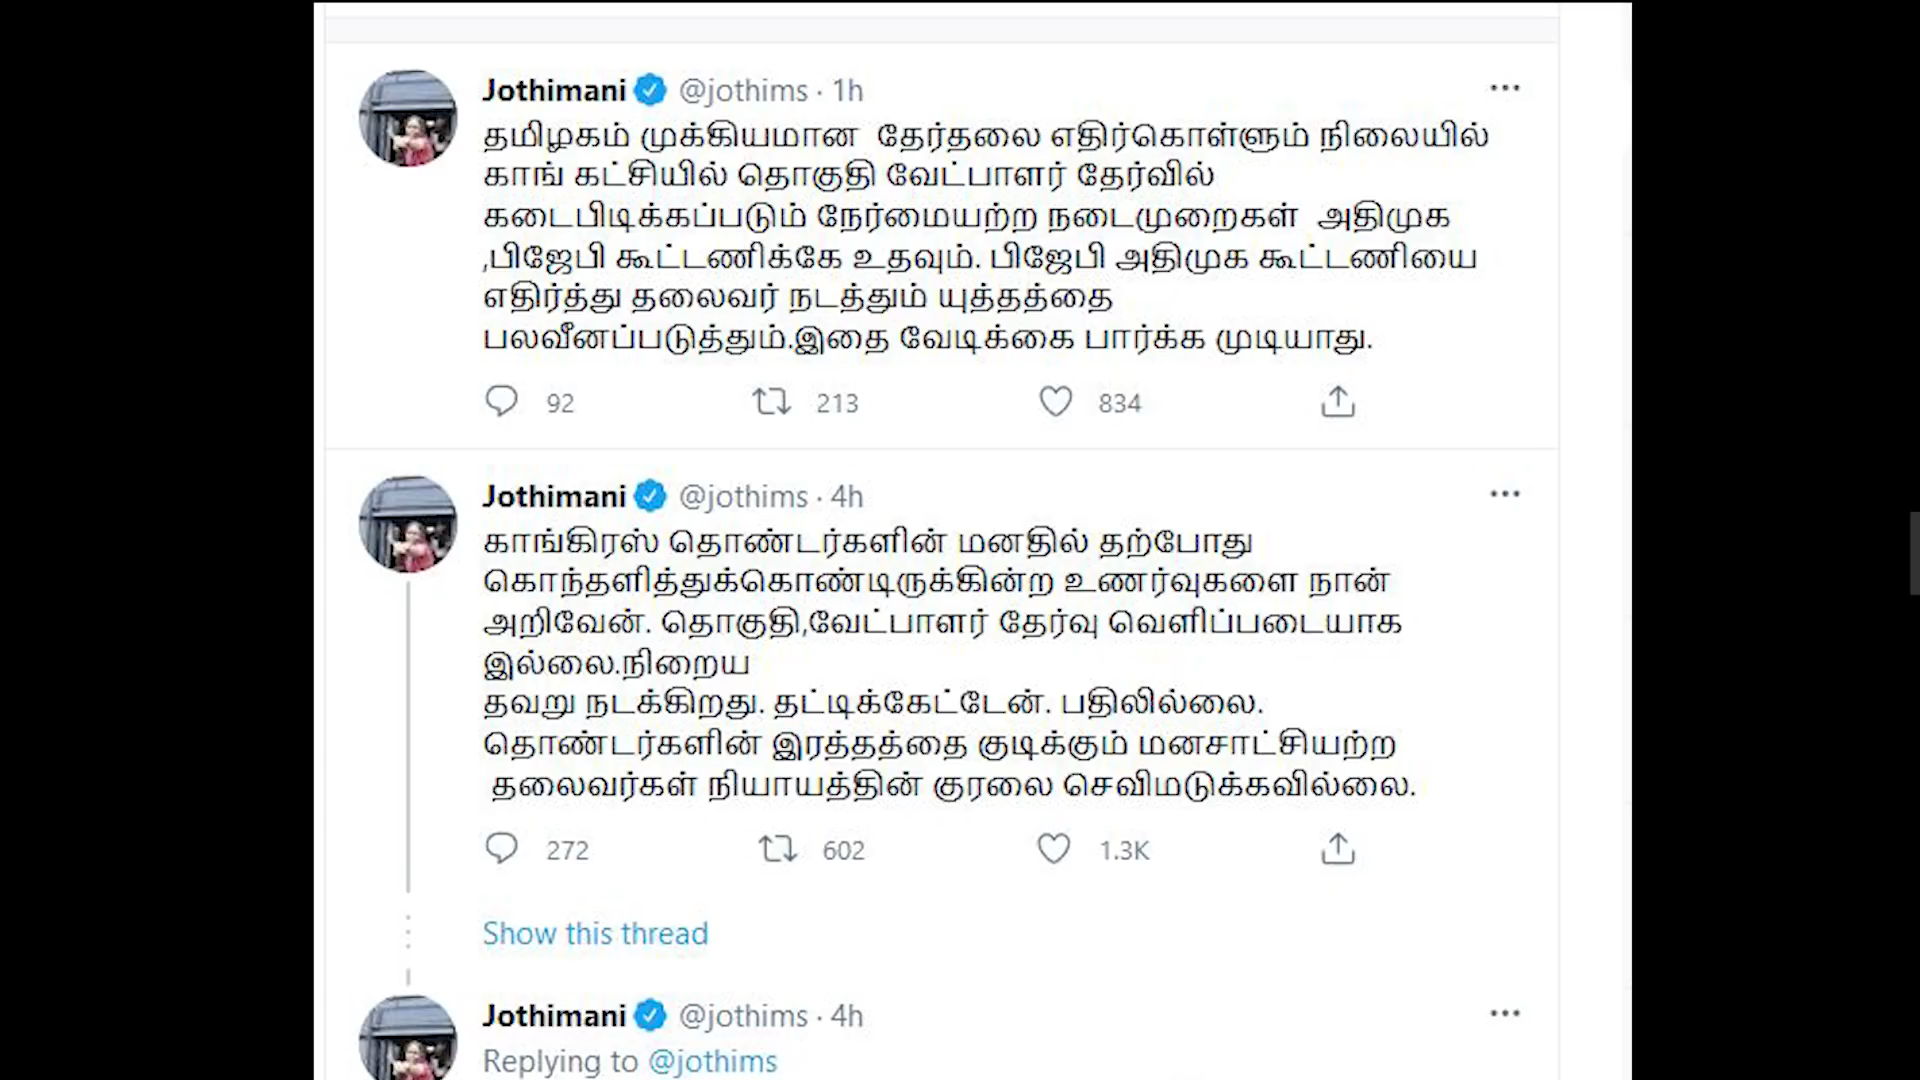 Jothimani @jothims · 1h
தமிழகம் முக்கியமான தேர்தலை எதிர்கொள்ளும் நிலையில்
காங் கட்சியில் தொகுதி வேட்பாளர் தேர்வில்
கடைபிடிக்கப்படும் நேர்மையற்ற நடைமுறைகள் அதிமுக
,பிஜேபி கூட்டணிக்கே உதவும். பிஜேபி அதிமுக கூட்டணியை
எதிர்த்து தலைவர் நடத்தும் யுத்தத்தை
பலவீனப்படுத்தும்.இதை வேடிக்கை பார்க்க முடியாது.
92 213 834
Jothimani @jothims · 4h
காங்கிரஸ் தொண்டர்களின் மனதில் தற்போது
கொந்தளித்துக்கொண்டிருக்கின்ற உணர்வுகளை நான்
அறிவேன். தொகுதி,வேட்பாளர் தேர்வு வெளிப்படையாக
இல்லை.நிறைய
தவறு நடக்கிறது. தட்டிக்கேட்டேன். பதிலில்லை.
தொண்டர்களின் இரத்தத்தை குடிக்கும் மனசாட்சியற்ற
தலைவர்கள் நியாயத்தின் குரலை செவிமடுக்கவில்லை.
272 602 1.3K
Show this thread
Jothimani @jothims · 4h
Replying to @jothims